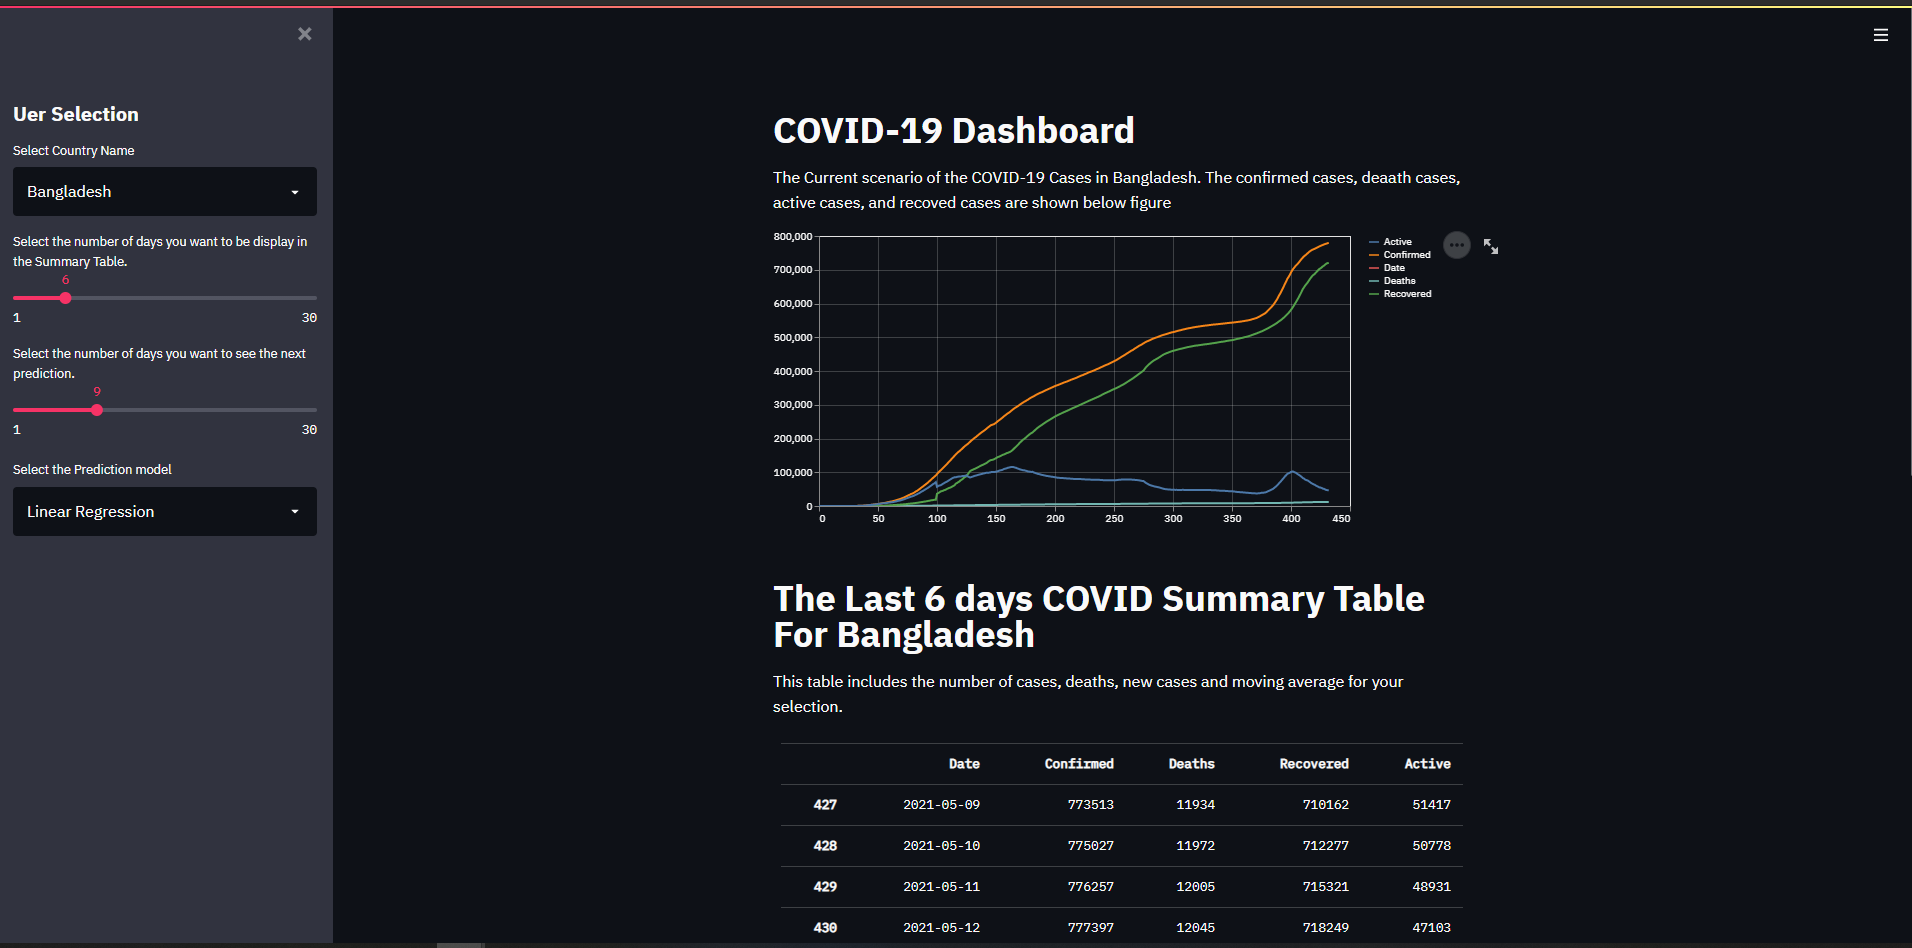 Uer Selection
Select Country Name
Bangladesh
Select the number of days you want to be display in
the Summary Table.
6
1 30
Select the number of days you want to see the next
prediction.
9
1 30
Select the Prediction model
Linear Regression
COVID-19 Dashboard
The Current scenario of the COVID-19 Cases in Bangladesh. The confirmed cases, deaath cases,
active cases, and recoved cases are shown below figure
800,000
700,000
600,000
500,000
400,000
300,000
200,000
100,000
0
0 50 100 150 200 250 300 350 400 450
Active
Confirmed
Date
Deaths
Recovered
The Last 6 days COVID Summary Table
For Bangladesh
This table includes the number of cases, deaths, new cases and moving average for your
selection.
Date Confirmed Deaths Recovered Active
427 2021-05-09 773513 11934 710162 51417
428 2021-05-10 775027 11972 712277 50778
429 2021-05-11 776257 12005 715321 48931
430 2021-05-12 777397 12045 718249 47103